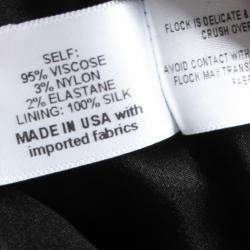 SELF:
95% VISCOSE
3% NYLON
2% ELASTANE
LINING: 100% SILK
MADE IN USA with
imported fabrics
FLOCK IS DELICATE &
CRUSH OVER
AVOID CONTACT WITH
FLOCK MAY TRANS